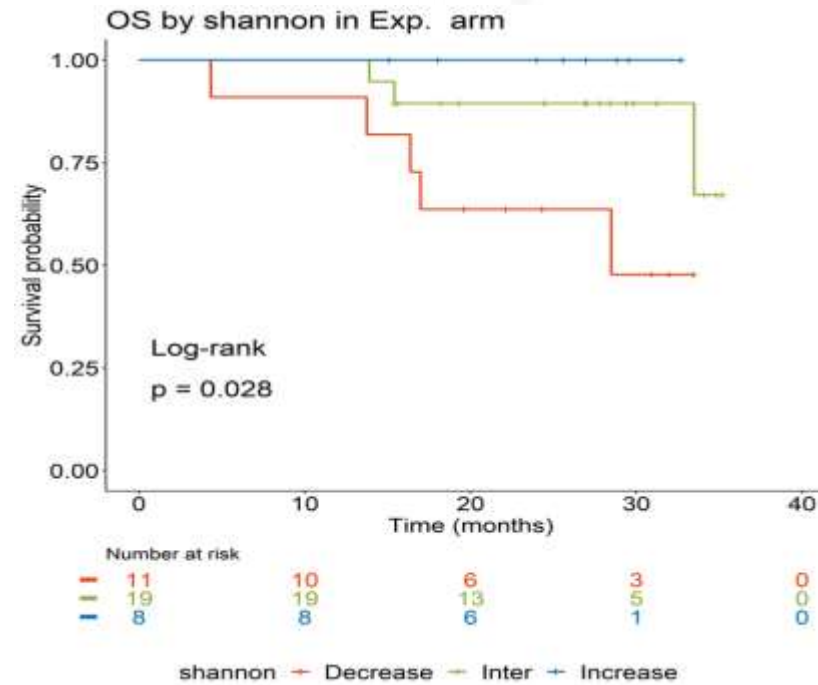 OS by shannon in Exp. arm
Survival probability
1.00
0.75
0.50
0.25
0.00
Log-rank
p = 0.028
0 10 20 30 40
Time (months)
Number at risk
11 10 6 3 0
19 19 13 5 0
8 8 6 1 0
shannon Decrease Inter Increase